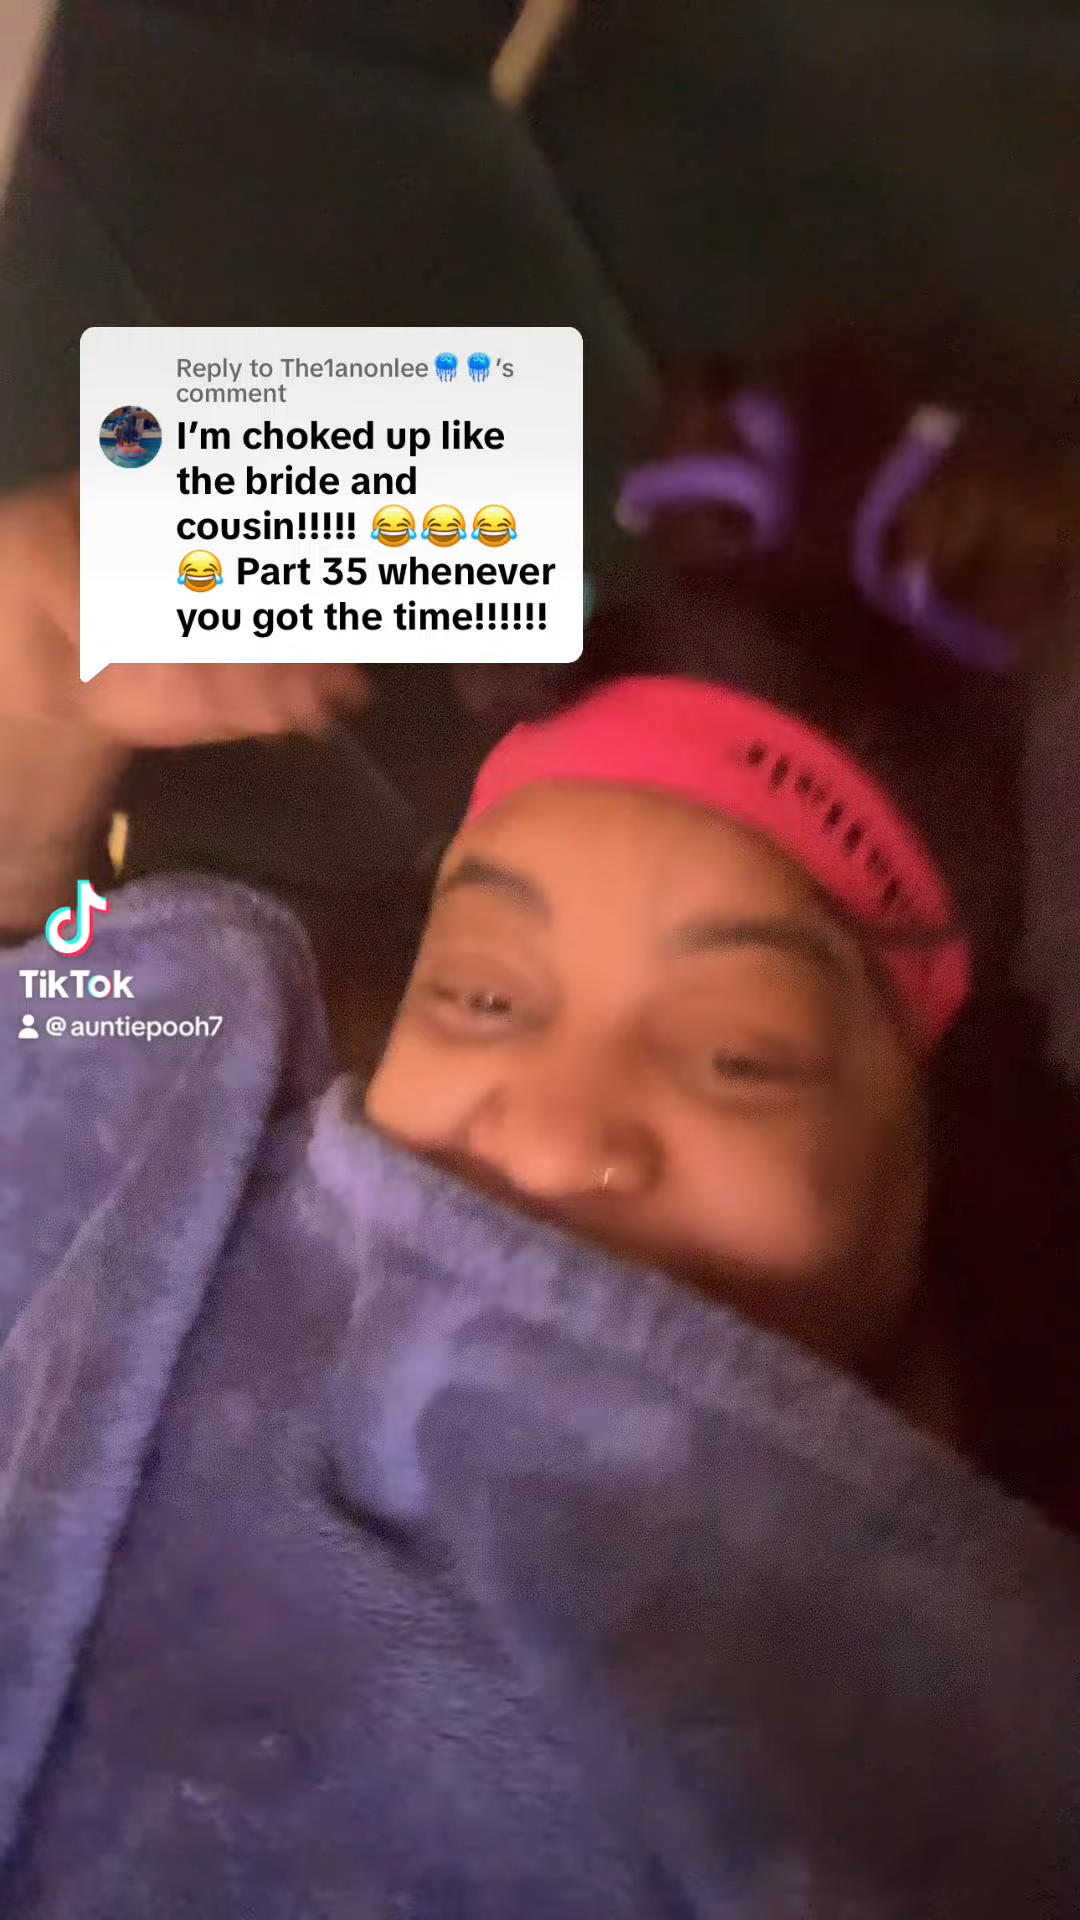 Reply to The1anonlee🪼🪼's
comment
I'm choked up like
the bride and
cousin!!!!! 😂😂😂
😂 Part 35 whenever
you got the time!!!!!!
TikTok
@auntiepooh7